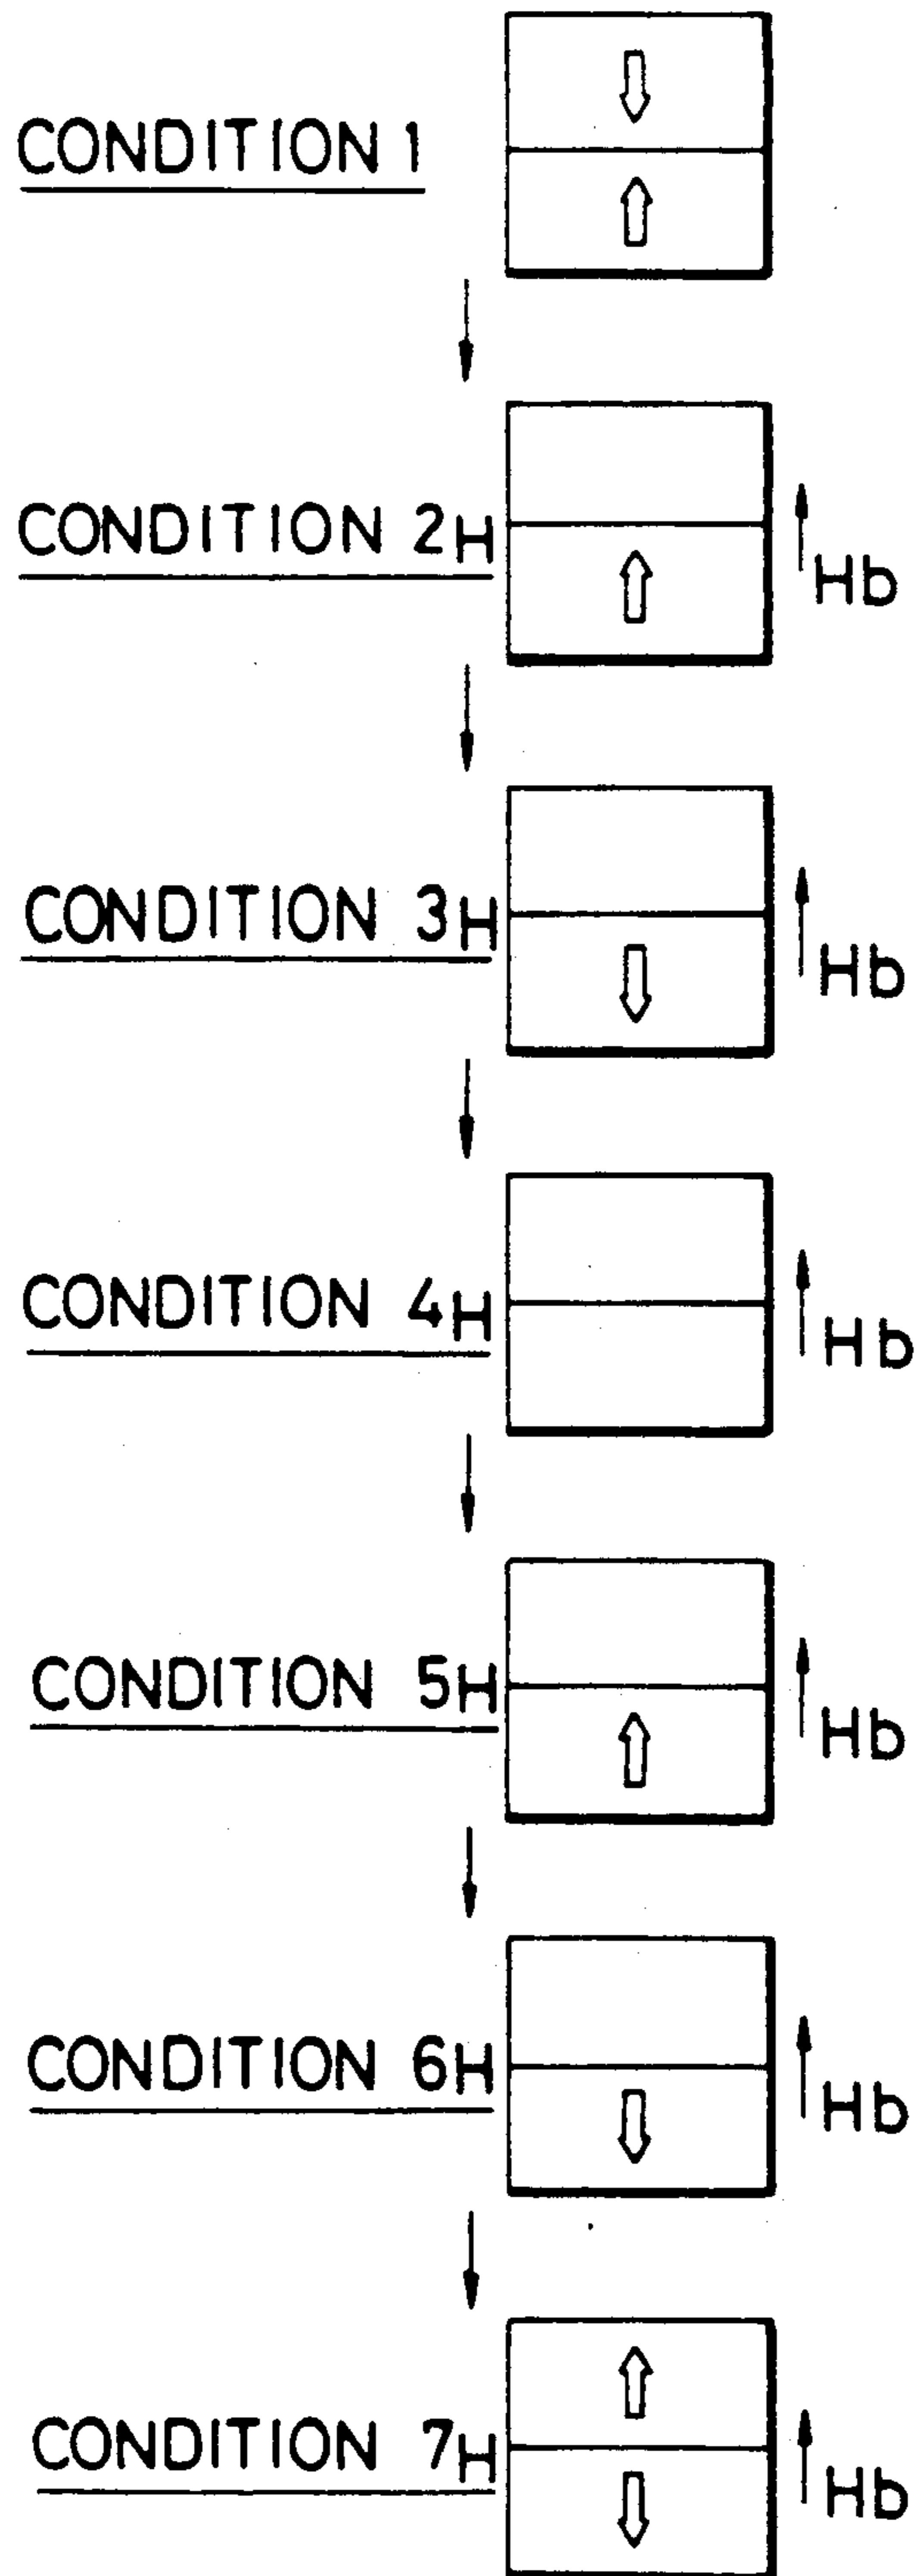 CONDITION 1
CONDITION 2H
Hb
CONDITION 3H
Hb
CONDITION 4H
Hb
CONDITION 5H
Hb
CONDITION 6H
Hb
CONDITION 7H
Hb